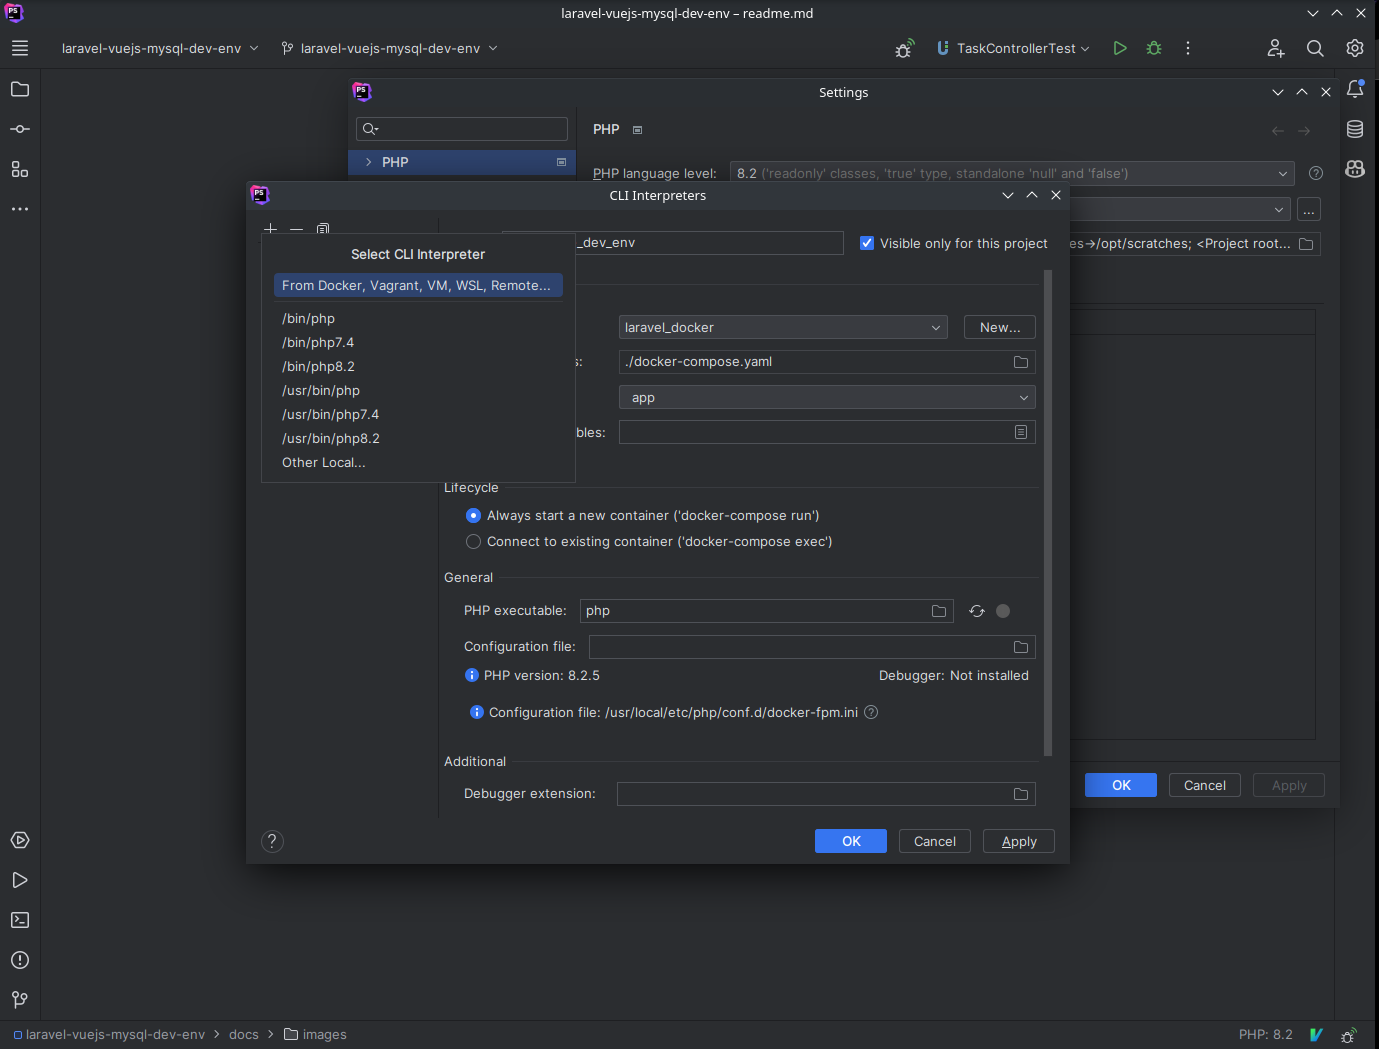 laravel-vuejs-mysql-dev-env – readme.md
laravel-vuejs-mysql-dev-env
laravel-vuejs-mysql-dev-env
TaskControllerTest
Settings
PHP
PHP
PHP language level:
8.2 ('readonly' classes, 'true' type, standalone 'null' and 'false')
...
es→/opt/scratches; <Project root...
CLI Interpreters
_dev_env
Visible only for this project
Select CLI Interpreter
From Docker, Vagrant, VM, WSL, Remote...
/bin/php
/bin/php7.4
/bin/php8.2
/usr/bin/php
/usr/bin/php7.4
/usr/bin/php8.2
Other Local...
laravel_docker
New...
s:
./docker-compose.yaml
app
bles:
Lifecycle
Always start a new container ('docker-compose run')
Connect to existing container ('docker-compose exec')
General
PHP executable:
php
Configuration file:
PHP version: 8.2.5
Debugger: Not installed
Configuration file: /usr/local/etc/php/conf.d/docker-fpm.ini
Additional
Debugger extension:
OK
Cancel
Apply
?
OK
Cancel
Apply
laravel-vuejs-mysql-dev-env > docs > images
PHP: 8.2